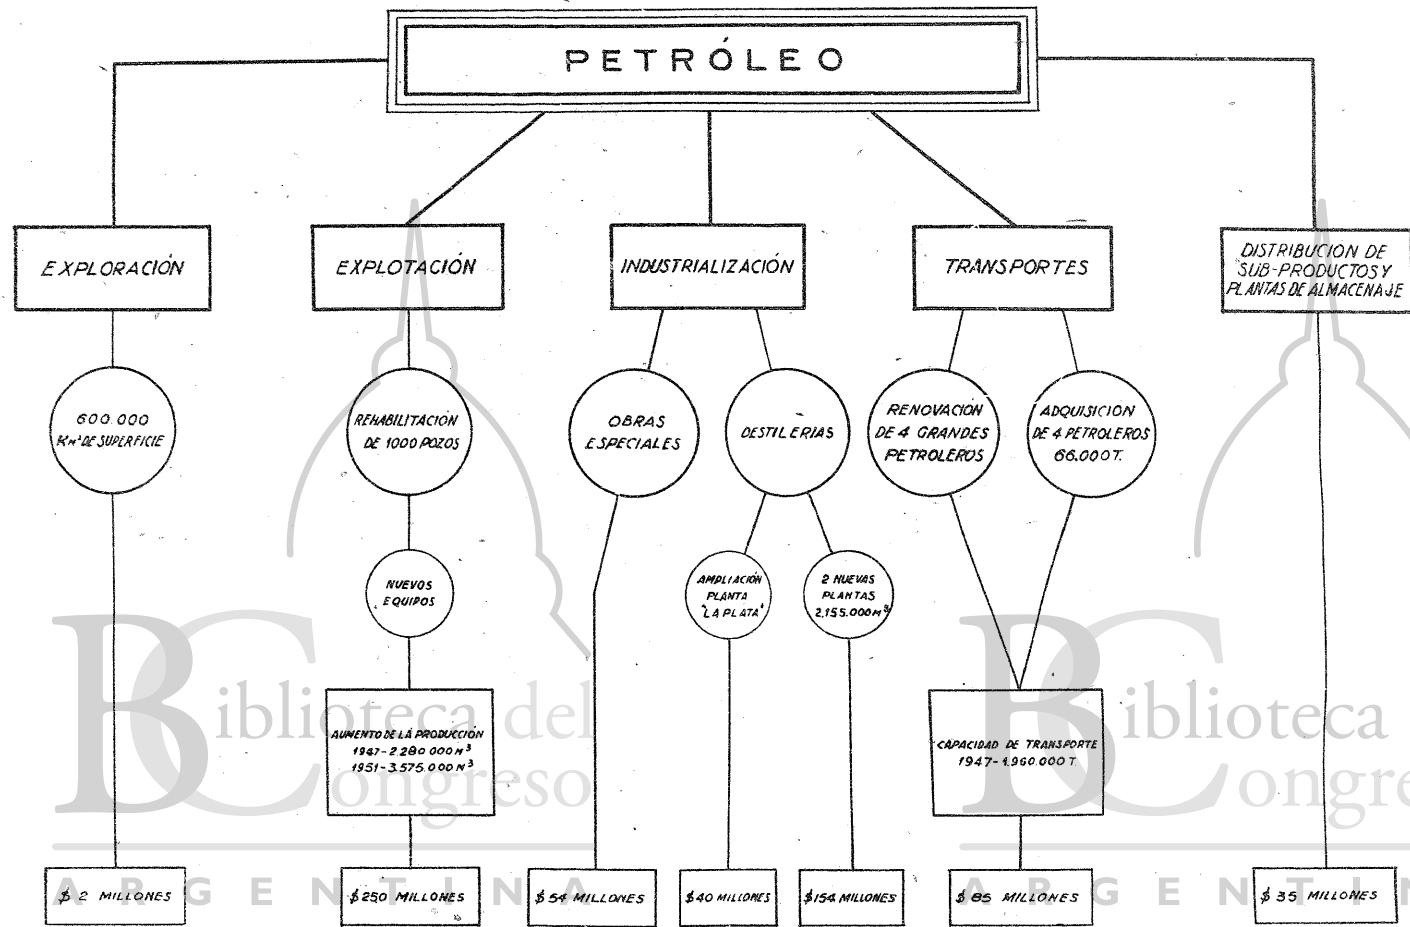 PETRÓLEO
EXPLORACIÓN
EXPLOTACIÓN
INDUSTRIALIZACIÓN
TRANSPORTES
DISTRIBUCION DE
SUB-PRODUCTOS Y
PLANTAS DE ALMACENAJE
600.000
Km² DE SUPERFICIE
REHABILITACIÓN
DE 1000 POZOS
OBRAS
ESPECIALES
DESTILERIAS
RENOVACIÓN
DE 4 GRANDES
PETROLEROS
ADQUISICIÓN
DE 4 PETROLEROS
66.000 T.
NUEVOS
EQUIPOS
AMPLIACIÓN
PLANTA
"LA PLATA"
2 NUEVAS
PLANTAS
2.155.000 M³
AUMENTO DE LA PRODUCCIÓN
1947-2.280.000 M³
1951-3.575.000 M³
CAPACIDAD DE TRANSPORTE
1947-1.960.000 T.
$ 2 MILLONES
$ 250 MILLONES
$ 54 MILLONES
$ 40 MILLONES
$ 154 MILLONES
$ 85 MILLONES
$ 35 MILLONES
Biblioteca del
Congreso
ARGENTINA
Biblioteca
Congre
ARGENTIN